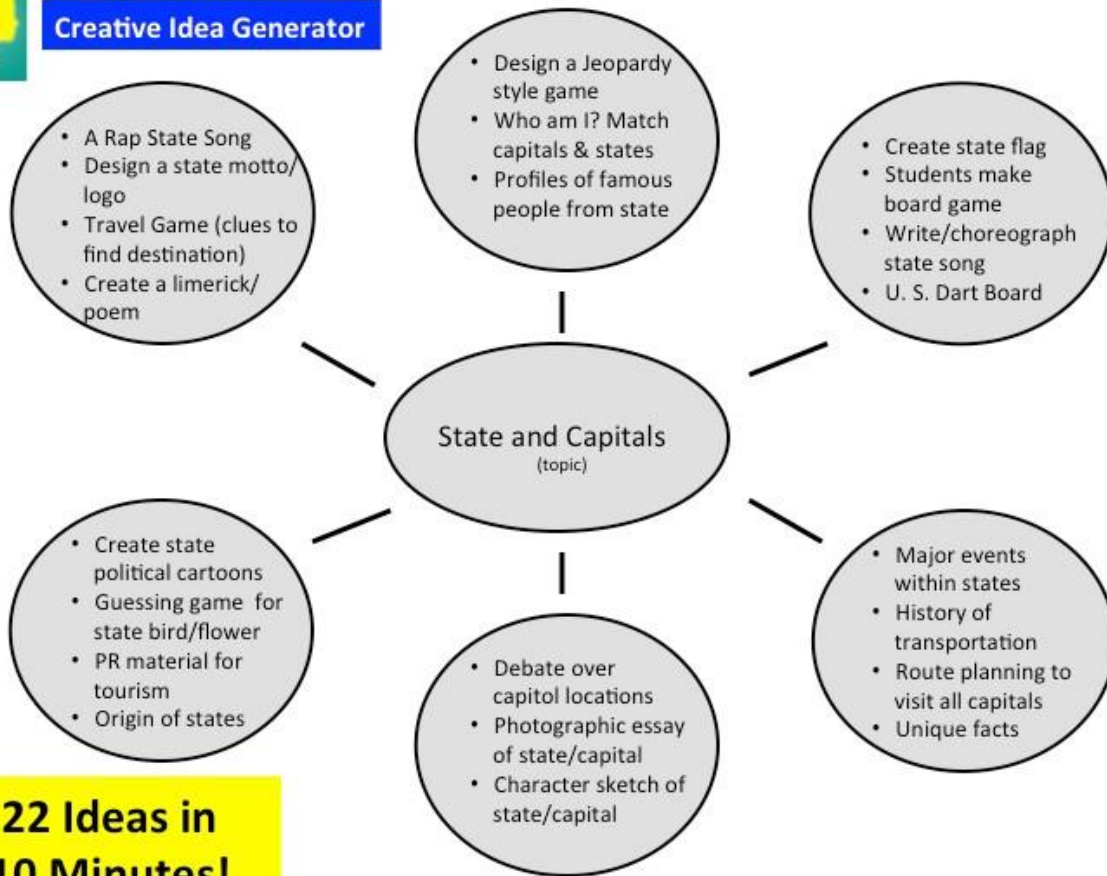 Creative Idea Generator
• Design a Jeopardy
style game
• Who am I? Match
capitals & states
• Profiles of famous
people from state
• A Rap State Song
• Design a state motto/
logo
• Travel Game (clues to
find destination)
• Create a limerick/
poem
• Create state flag
• Students make
board game
• Write/choreograph
state song
• U. S. Dart Board
State and Capitals
(topic)
• Create state
political cartoons
• Guessing game for
state bird/flower
• PR material for
tourism
• Origin of states
• Debate over
capitol locations
• Photographic essay
of state/capital
• Character sketch of
state/capital
• Major events
within states
• History of
transportation
• Route planning to
visit all capitals
• Unique facts
22 Ideas in
10 Minutes!